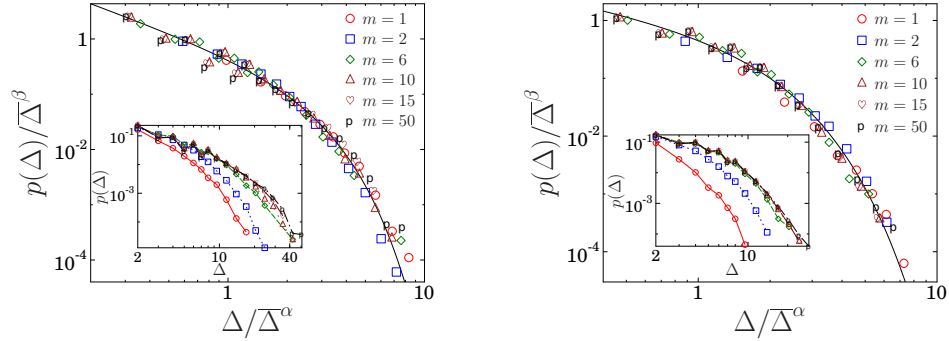 p(Δ)/Δ̅^β
1
10^-2
10^-4
1
10
Δ/Δ̅^α
m = 1
m = 2
m = 6
m = 10
m = 15
p m = 50
p(Δ)
10^-1
10^-3
2
10
40
Δ
p(Δ)/Δ̅^β
1
10^-2
10^-4
1
10
Δ/Δ̅^α
m = 1
m = 2
m = 6
m = 10
m = 15
p m = 50
p(Δ)
10^-1
10^-3
2
10
Δ